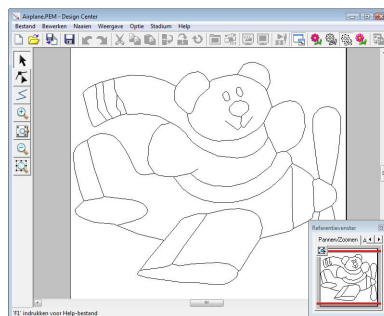 Airplane.PEM - Design Center
Bestand Bewerken Naaien Weergave Optie Stadium Help
Referentievenster
Pannen/Zoomen
'F1' indrukken voor Help-bestand